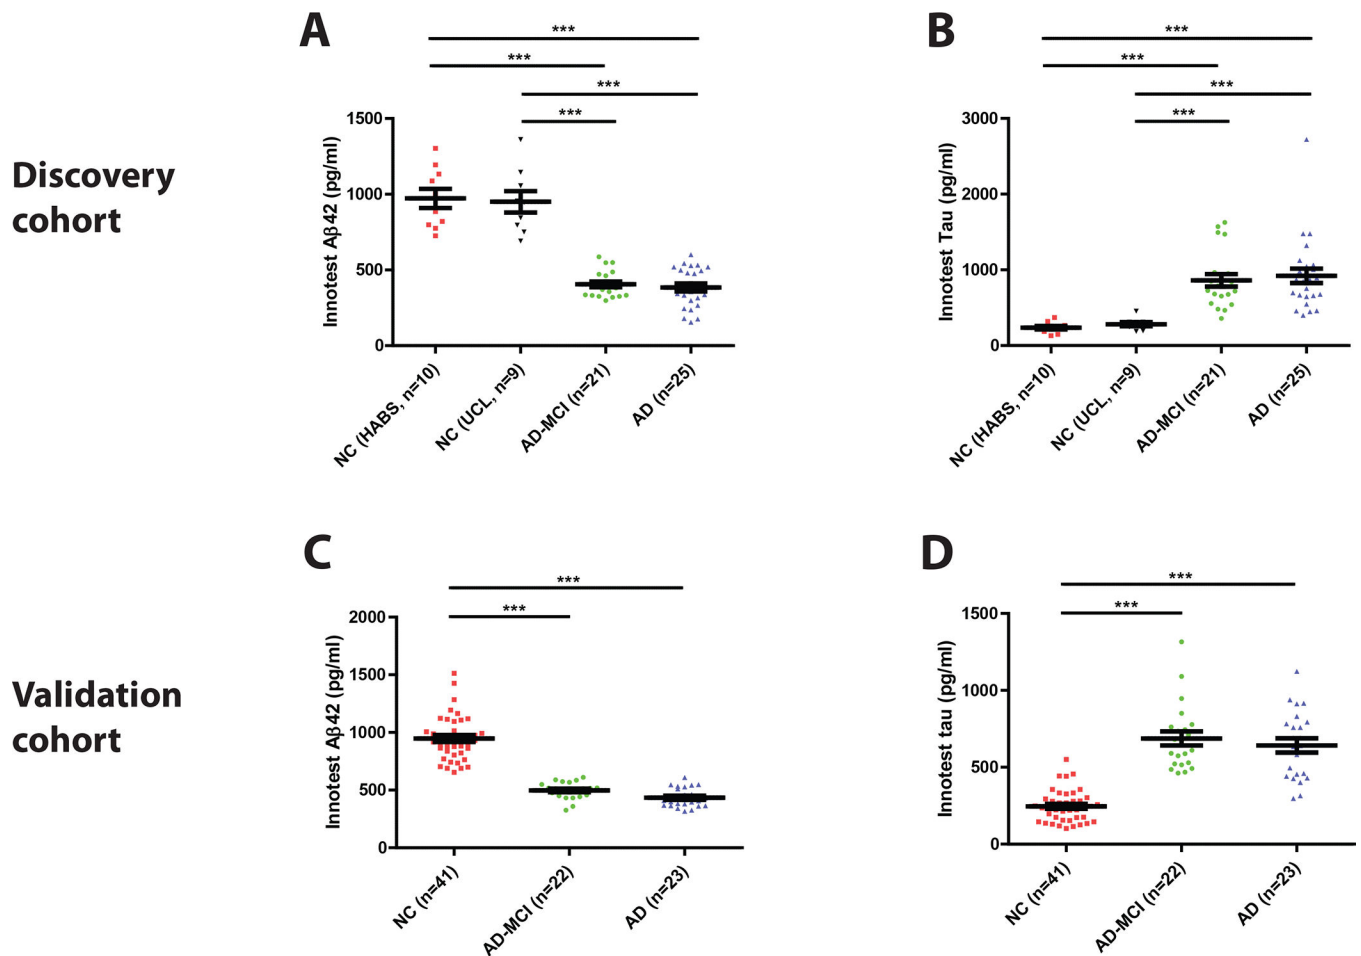 A
B
Discovery
cohort
***
***
***
***
Innotest Aβ42 (pg/ml)
1500
1000
500
0
NC (HABS, n=10)
NC (UCL, n=9)
AD-MCI (n=21)
AD (n=25)
***
***
***
***
Innotest Tau (pg/ml)
3000
2000
1000
0
NC (HABS, n=10)
NC (UCL, n=9)
AD-MCI (n=21)
AD (n=25)
C
D
Validation
cohort
***
***
Innotest Aβ42 (pg/ml)
2000
1500
1000
500
0
NC (n=41)
AD-MCI (n=22)
AD (n=23)
***
***
Innotest tau (pg/ml)
1500
1000
500
0
NC (n=41)
AD-MCI (n=22)
AD (n=23)